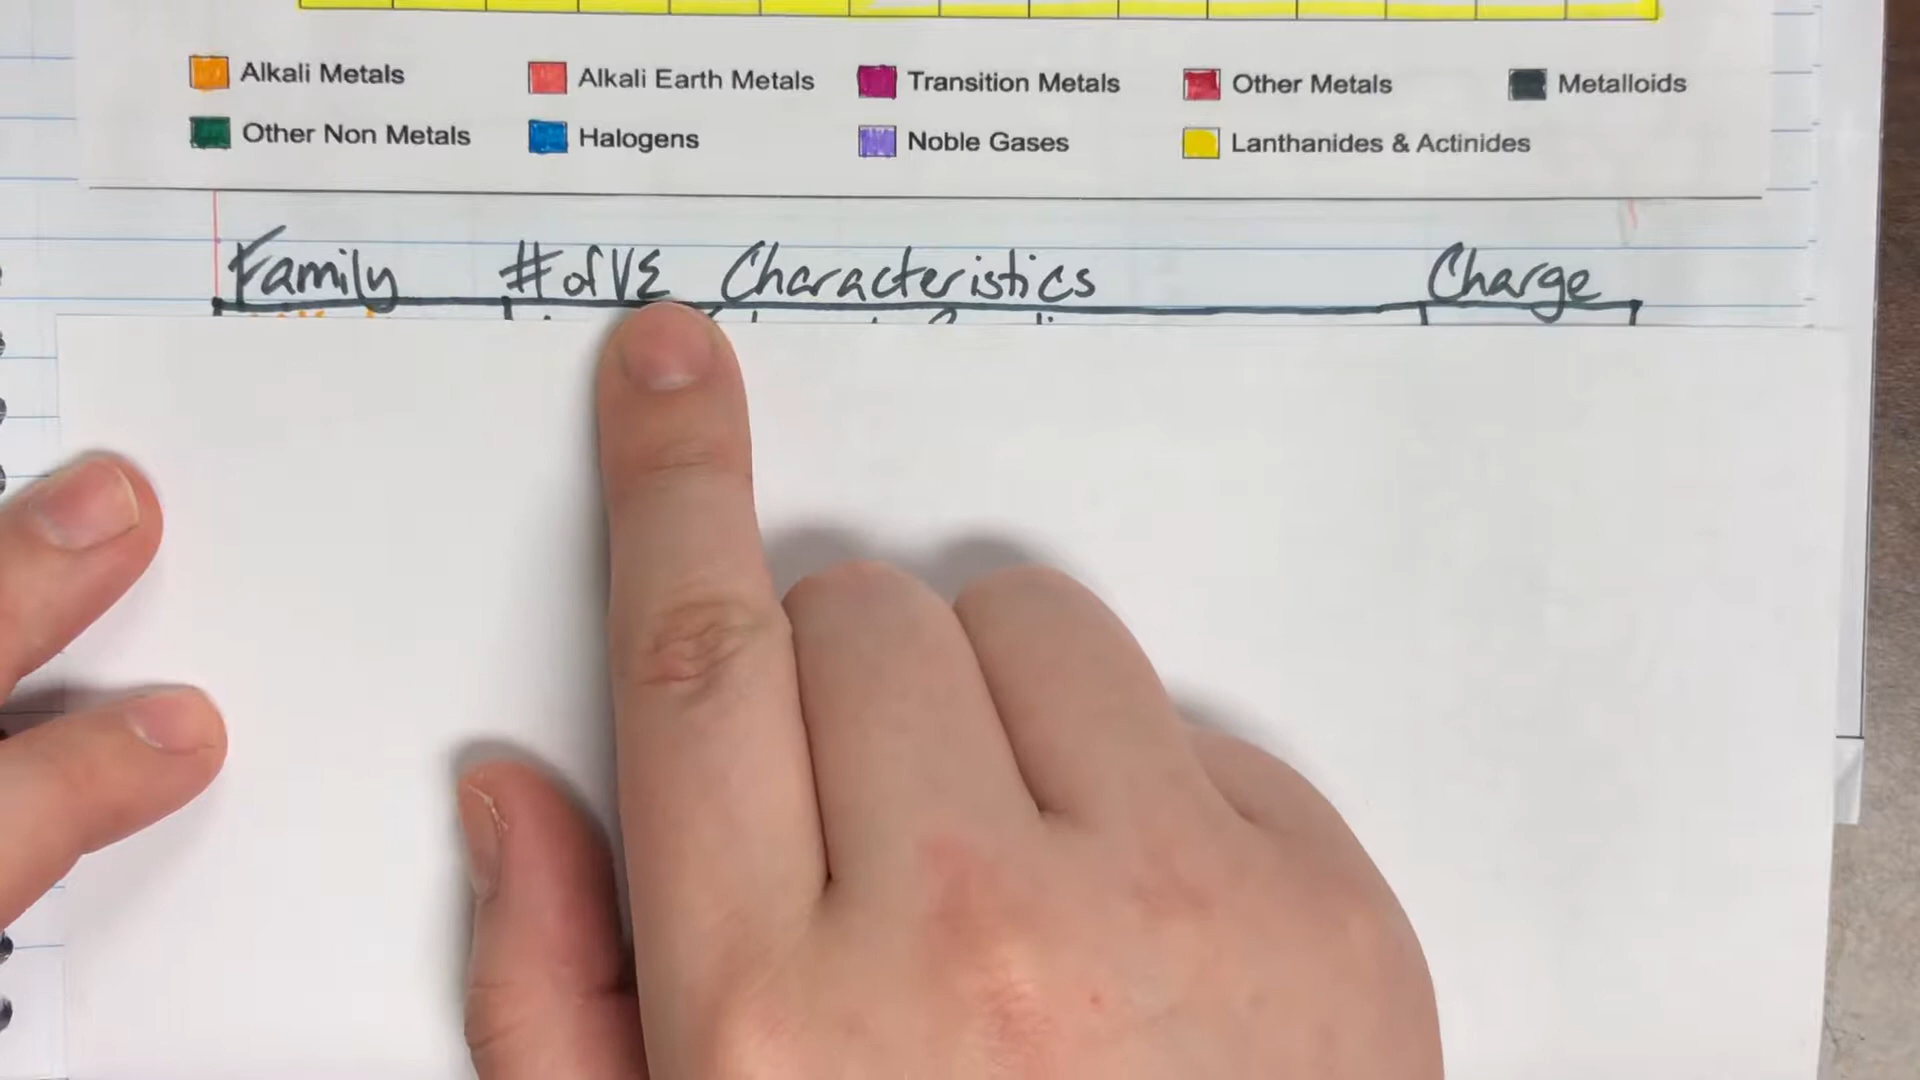 Alkali Metals Alkali Earth Metals Transition Metals Other Metals Metalloids
Other Non Metals Halogens Noble Gases Lanthanides & Actinides
Family #of VE Characteristics Charge